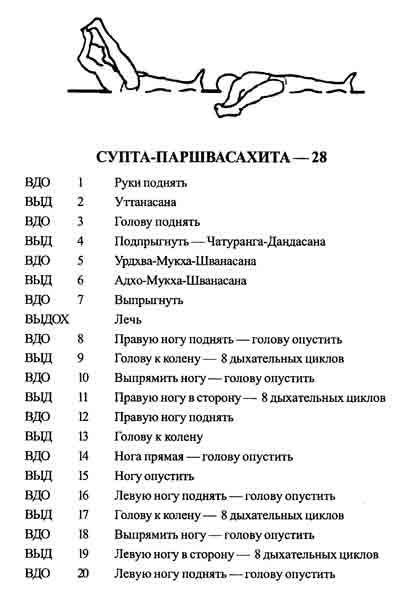 СУПТА-ПАРШВАСАХИТА — 28
ВДО 1 Руки поднять
ВЫД 2 Уттанасана
ВДО 3 Голову поднять
ВЫД 4 Подпрыгнуть — Чатуранга-Дандасана
ВДО 5 Урдхва-Мукха-Шванасана
ВЫД 6 Адхо-Мукха-Шванасана
ВДО 7 Выпрыгнуть
ВЫДОХ Лечь
ВДО 8 Правую ногу поднять — голову опустить
ВЫД 9 Голову к колену — 8 дыхательных циклов
ВДО 10 Выпрямить ногу — голову опустить
ВЫД 11 Правую ногу в сторону — 8 дыхательных циклов
ВДО 12 Правую ногу поднять
ВЫД 13 Голову к колену
ВДО 14 Нога прямая — голову опустить
ВЫД 15 Ногу опустить
ВДО 16 Левую ногу поднять — голову опустить
ВЫД 17 Голову к колену — 8 дыхательных циклов
ВДО 18 Выпрямить ногу — голову опустить
ВЫД 19 Левую ногу в сторону — 8 дыхательных циклов
ВДО 20 Левую ногу поднять — голову опустить